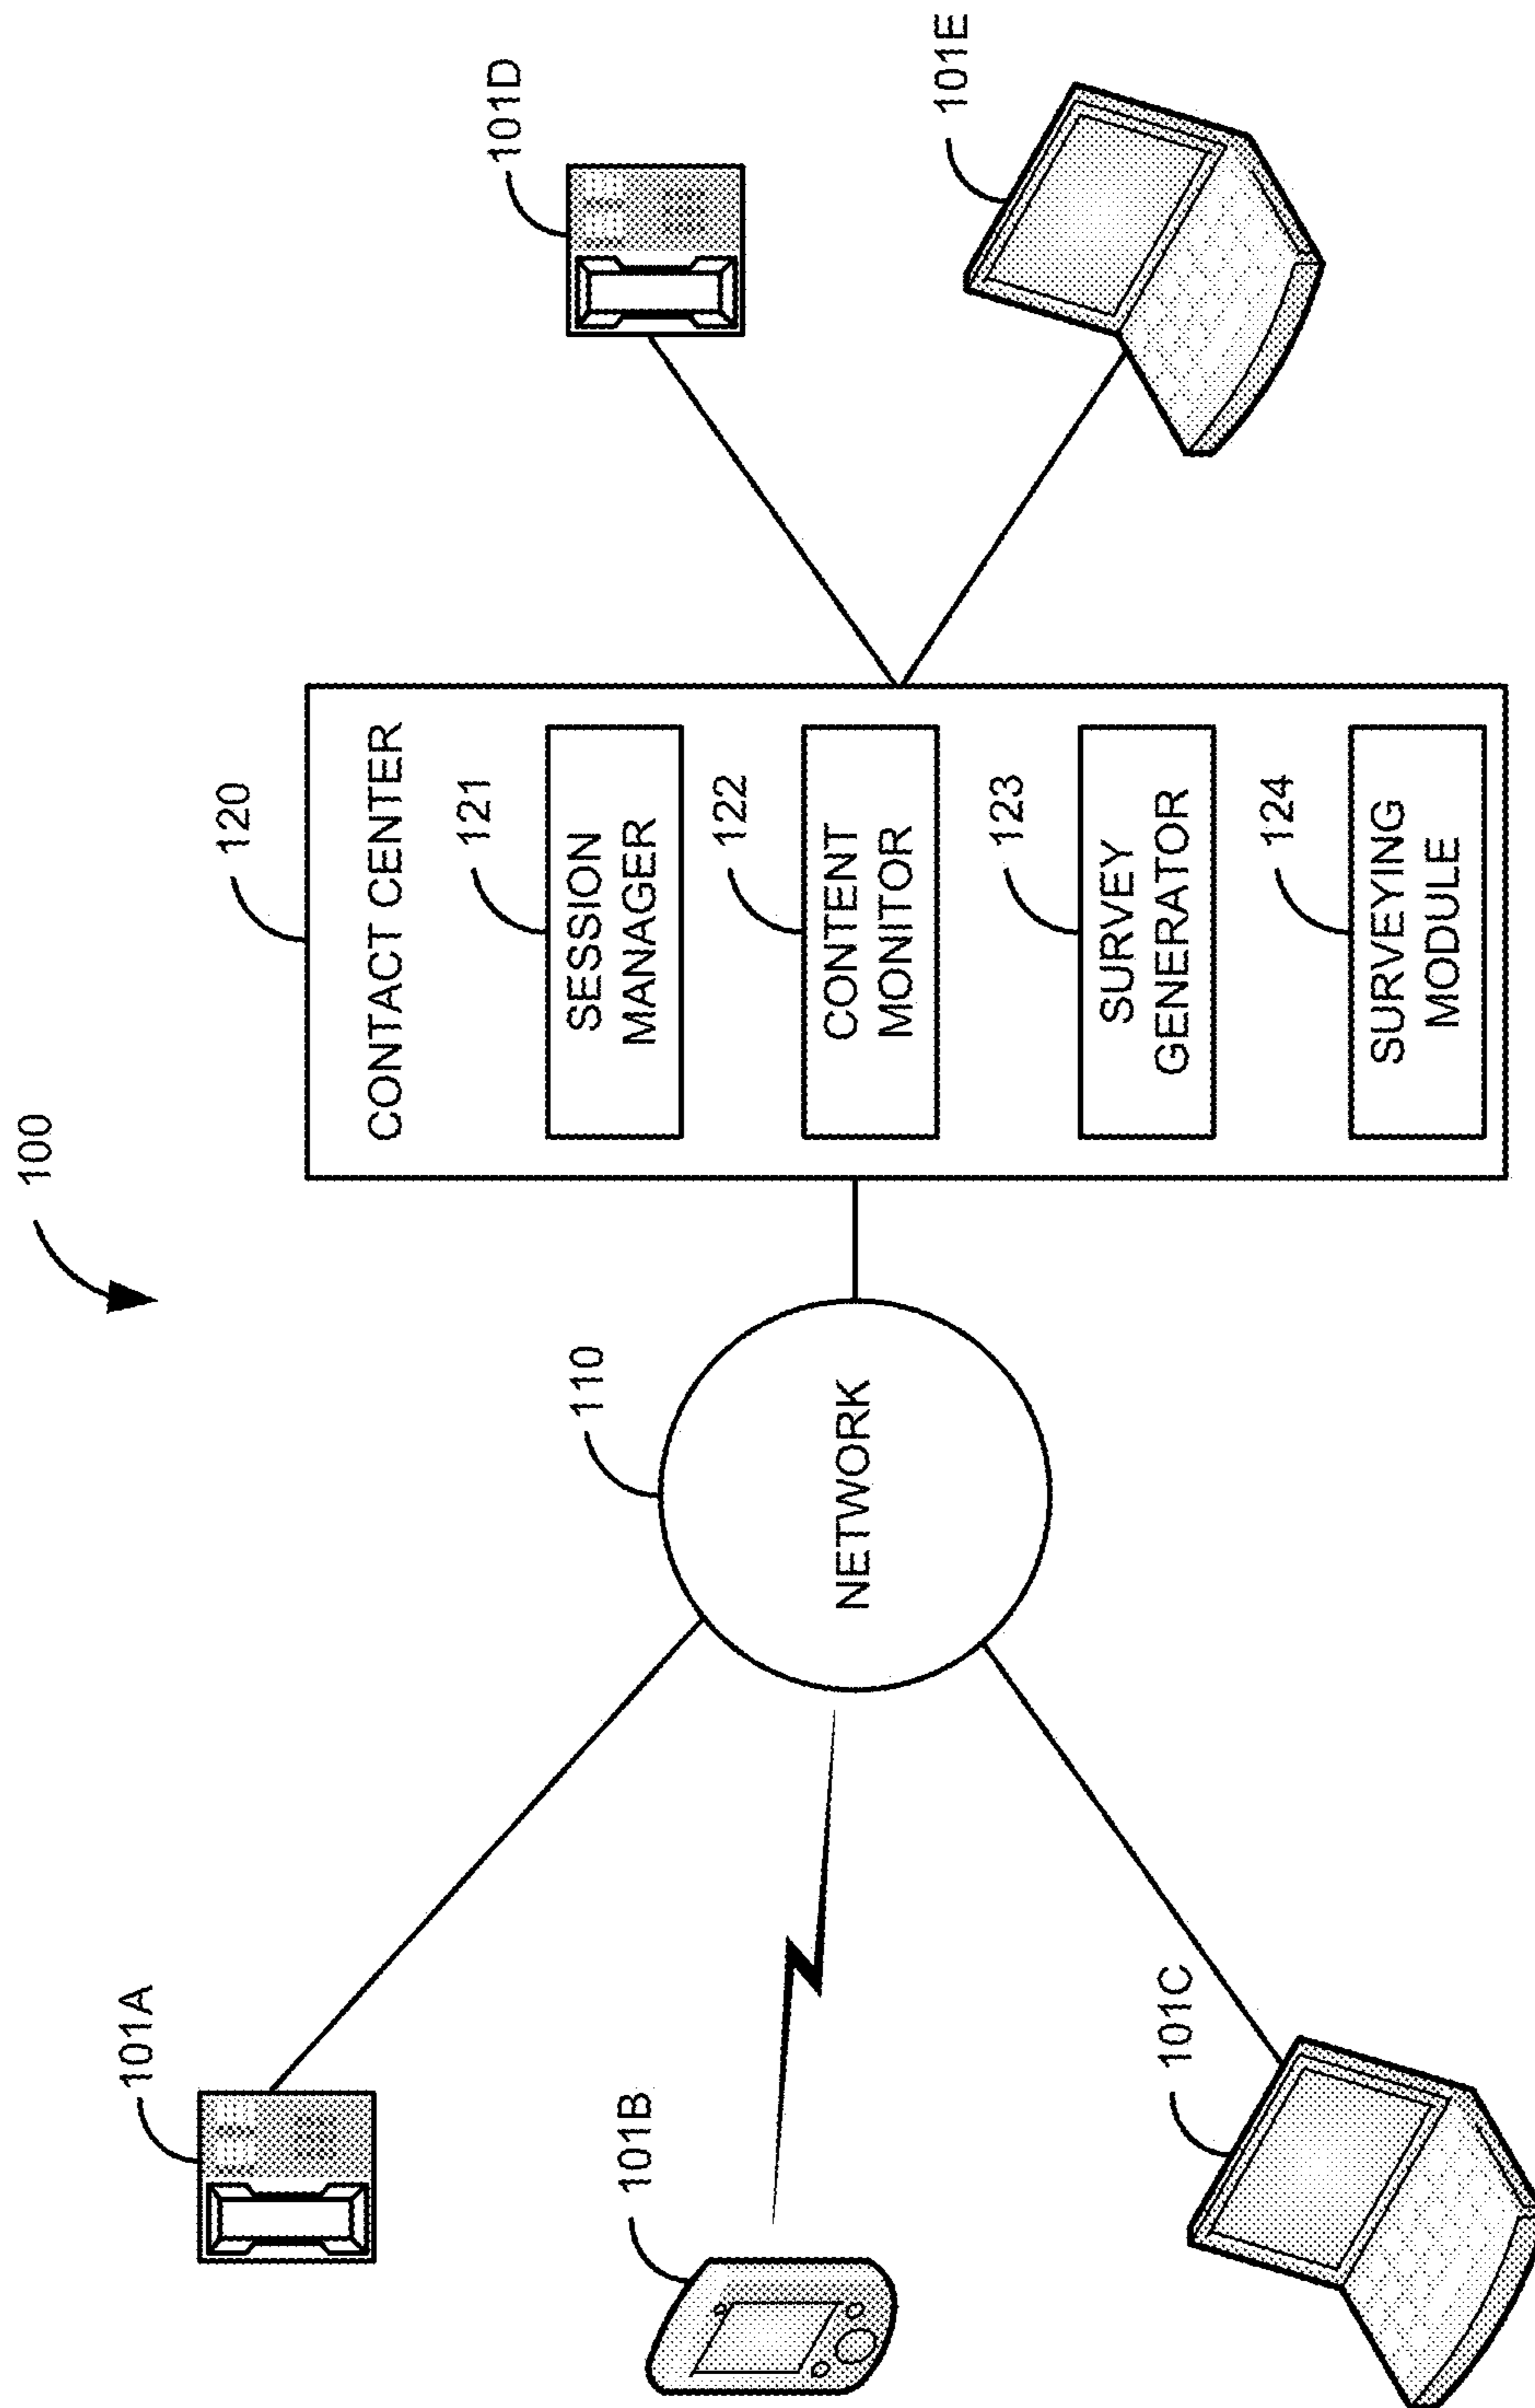 100
101A
101B
101C
110
NETWORK
120
CONTACT CENTER
121
SESSION
MANAGER
122
CONTENT
MONITOR
123
SURVEY
GENERATOR
124
SURVEYING
MODULE
101D
101E